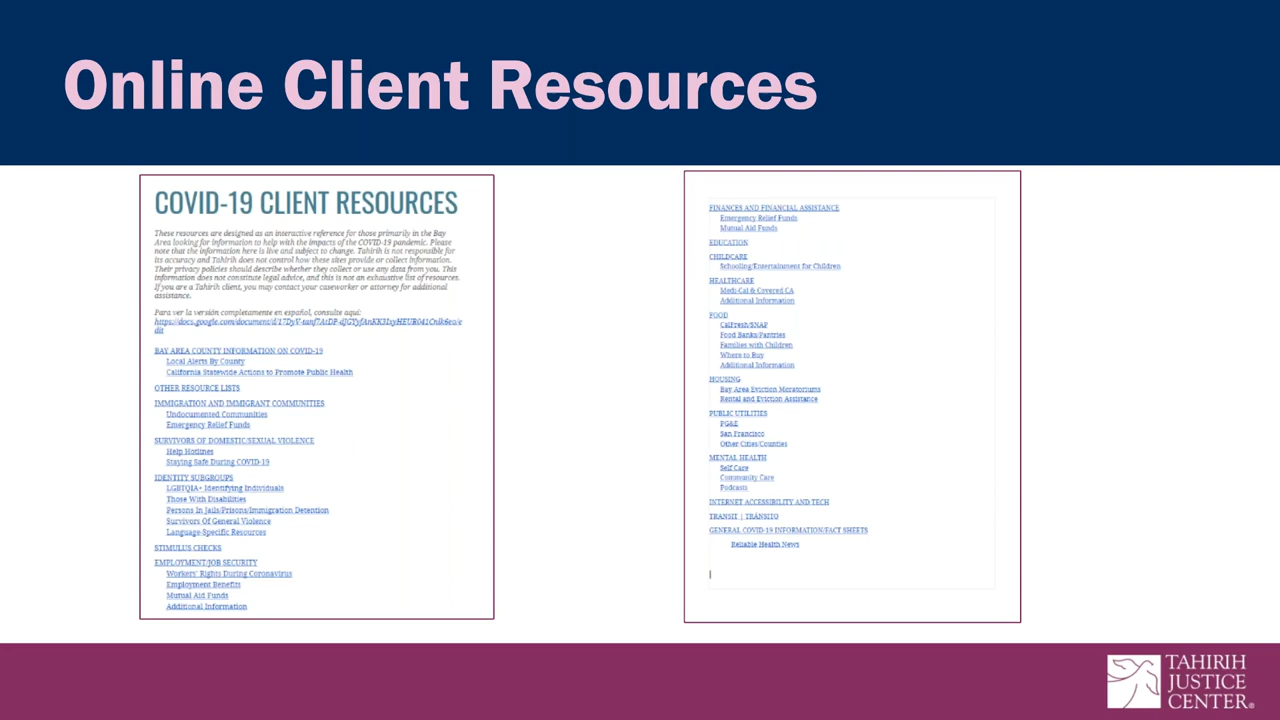 Online Client Resources
COVID-19 CLIENT RESOURCES
These resources are designed as an interactive reference for those primarily in the Bay
Area looking for information to help with the impacts of the COVID-19 pandemic. Please
note that the information here is live and subject to change. Tahirih is not responsible for
its accuracy and Tahirih does not control how these sites provide or collect information.
Their privacy policies should describe whether they collect or use any data from you. This
information does not constitute legal advice, and this is not an exhaustive list of resources.
If you are a Tahirih client, you may contact your caseworker or attorney for additional
assistance.
Para ver la versión completamente en español, consulte aquí:
BAY AREA COUNTY INFORMATION ON COVID-19
Local Alerts By County
California Statewide Actions to Promote Public Health
OTHER RESOURCE LISTS
IMMIGRATION AND IMMIGRANT COMMUNITIES
Undocumented Communities
Emergency Relief Funds
SURVIVORS OF DOMESTIC/SEXUAL VIOLENCE
Help Hotlines
Staying Safe During COVID-19
IDENTITY SUBGROUPS
LGBTQIA+ Identifying Individuals
Those With Disabilities
Persons In Jails/Prisons/Immigration Detention
Survivors Of General Violence
Language-Specific Resources
STIMULUS CHECKS
EMPLOYMENT/JOB SECURITY
Workers' Rights During Coronavirus
Employment Benefits
Mutual Aid Funds
Additional Information
FINANCES AND FINANCIAL ASSISTANCE
Emergency Relief Funds
Mutual Aid Funds
EDUCATION
CHILDCARE
Schooling/Entertainment for Children
HEALTHCARE
Medi-Cal & Covered CA
Additional Information
FOOD
CalFresh/SNAP
Food Banks/Pantries
Families with Children
Where to Buy
Additional Information
HOUSING
Bay Area Eviction Moratoriums
Rental and Eviction Assistance
PUBLIC UTILITIES
PG&E
San Francisco
Other Cities/Counties
MENTAL HEALTH
Self Care
Community Care
Podcasts
INTERNET ACCESSIBILITY AND TECH
TRANSIT | TRÁNSITO
GENERAL COVID-19 INFORMATION/FACT SHEETS
Reliable Health News
TAHIRIH
JUSTICE
CENTER®